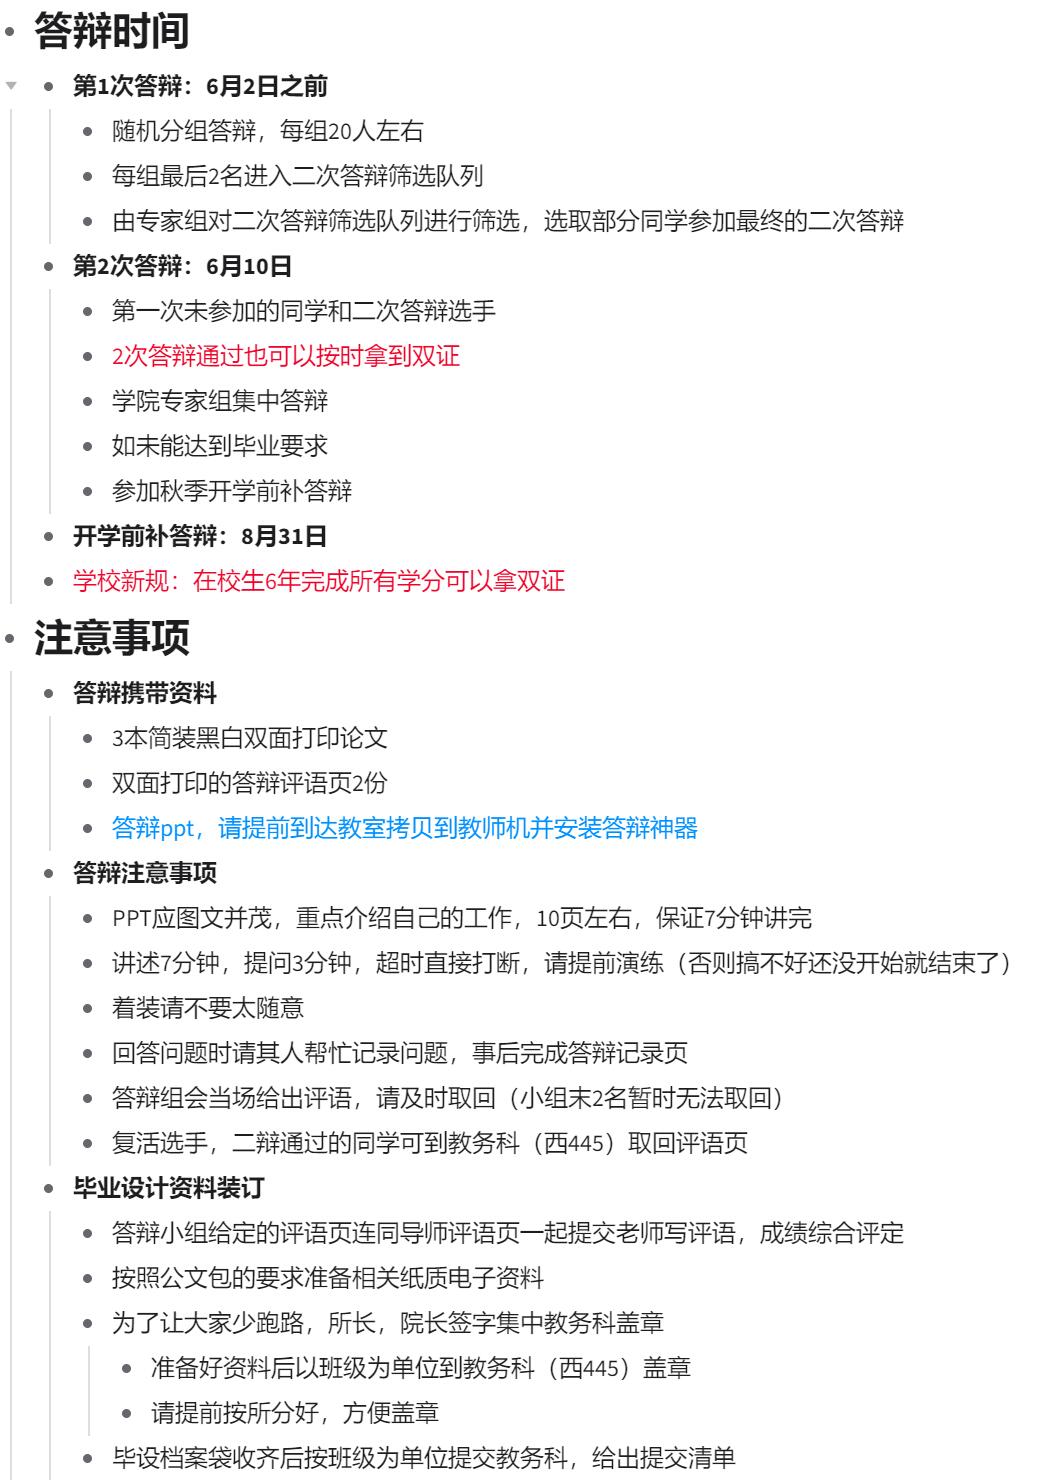 答辩时间
第1次答辩：6月2日之前
随机分组答辩，每组20人左右
每组最后2名进入二次答辩筛选队列
由专家组对二次答辩筛选队列进行筛选，选取部分同学参加最终的二次答辩
第2次答辩：6月10日
第一次未参加的同学和二次答辩选手
2次答辩通过也可以按时拿到双证
学院专家组集中答辩
如未能达到毕业要求
参加秋季开学前补答辩
开学前补答辩：8月31日
学校新规：在校生6年完成所有学分可以拿双证
注意事项
答辩携带资料
3本简装黑白双面打印论文
双面打印的答辩评语页2份
答辩ppt，请提前到达教室拷贝到教师机并安装答辩神器
答辩注意事项
PPT应图文并茂，重点介绍自己的工作，10页左右，保证7分钟讲完
讲述7分钟，提问3分钟，超时直接打断，请提前演练（否则搞不好还没开始就结束了）
着装请不要太随意
回答问题时请其人帮忙记录问题，事后完成答辩记录页
答辩组会当场给出评语，请及时取回（小组末2名暂时无法取回）
复活选手，二辩通过的同学可到教务科（西445）取回评语页
毕业设计资料装订
答辩小组给定的评语页连同导师评语页一起提交老师写评语，成绩综合评定
按照公文包的要求准备相关纸质电子资料
为了让大家少跑路，所长，院长签字集中教务科盖章
准备好资料后以班级为单位到教务科（西445）盖章
请提前按所分好，方便盖章
毕设档案袋收齐后按班级为单位提交教务科，给出提交清单